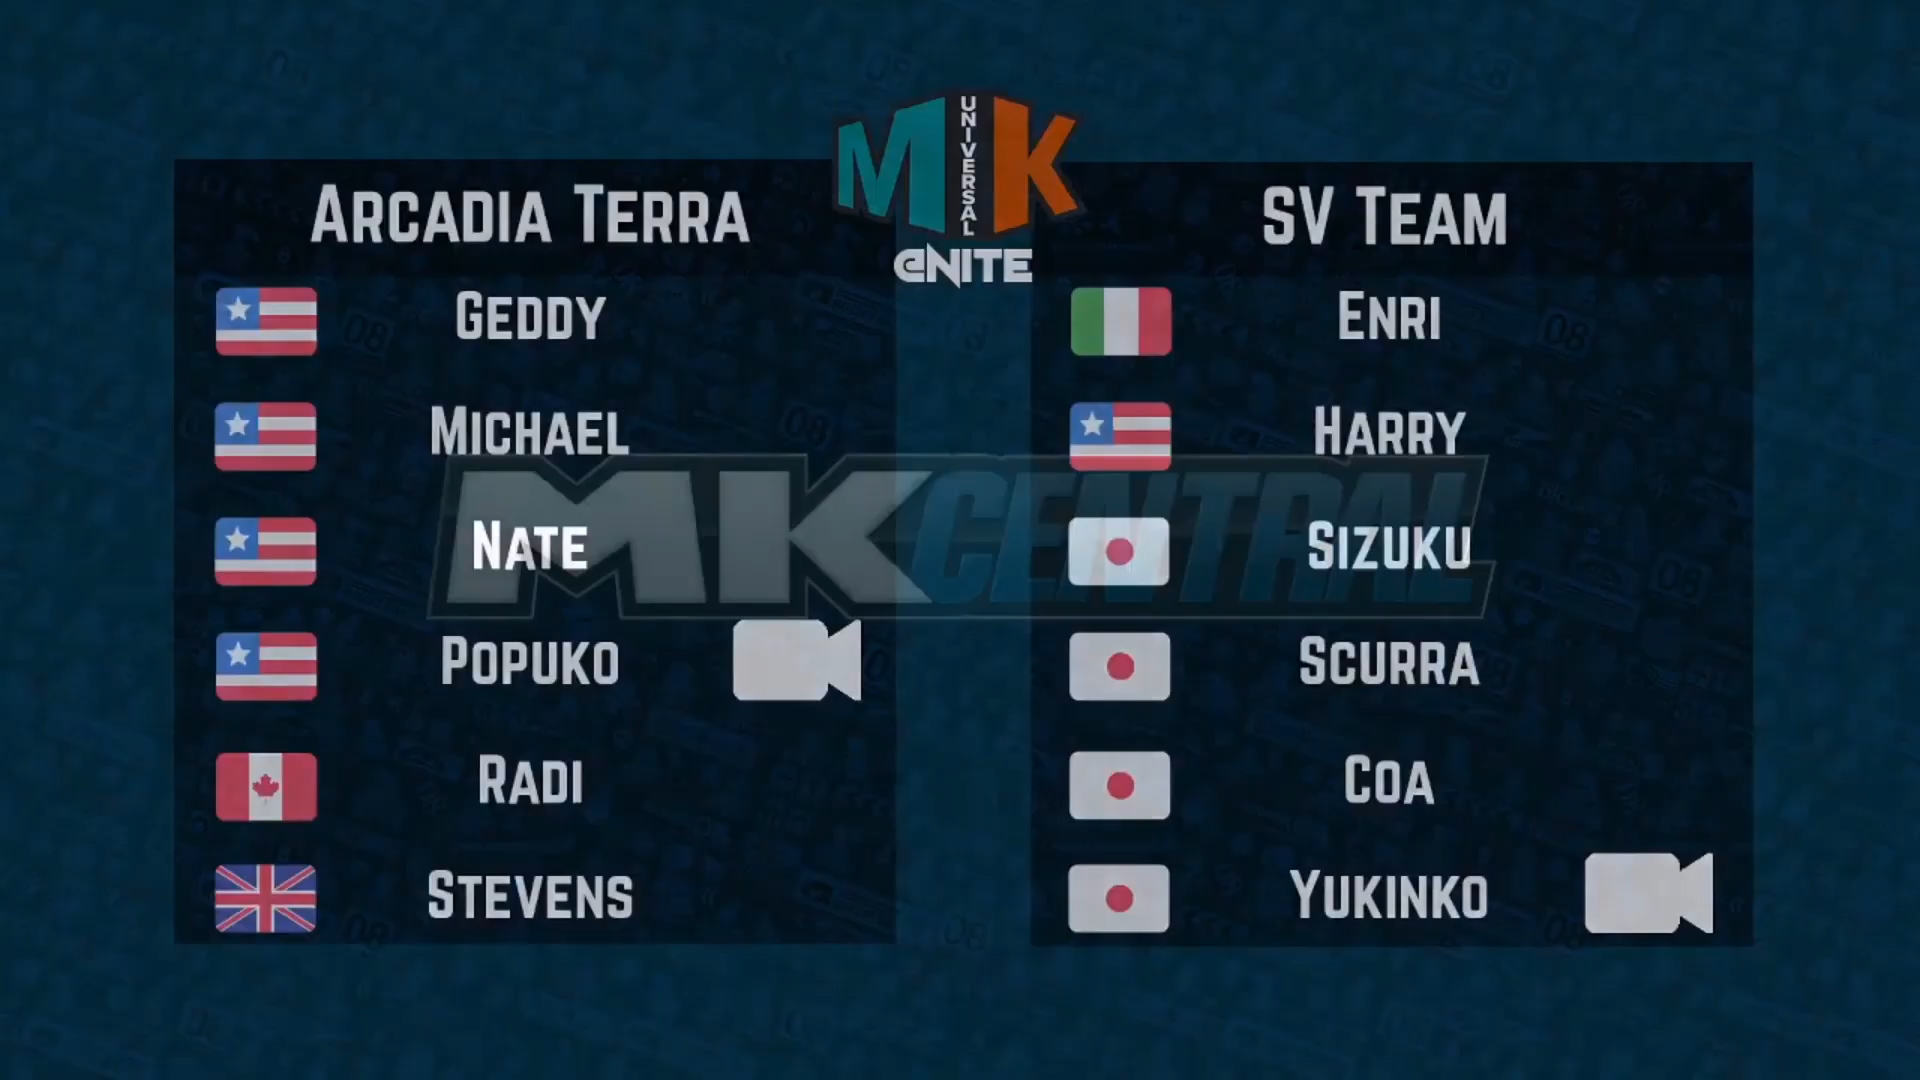 MK
UNIVERSAL
eNITE
ARCADIA TERRA
GEDDY
MICHAEL
NATE
POPUKO
RADI
STEVENS
SV TEAM
ENRI
HARRY
SIZUKU
SCURRA
COA
YUKINKO
MKCENTRAL